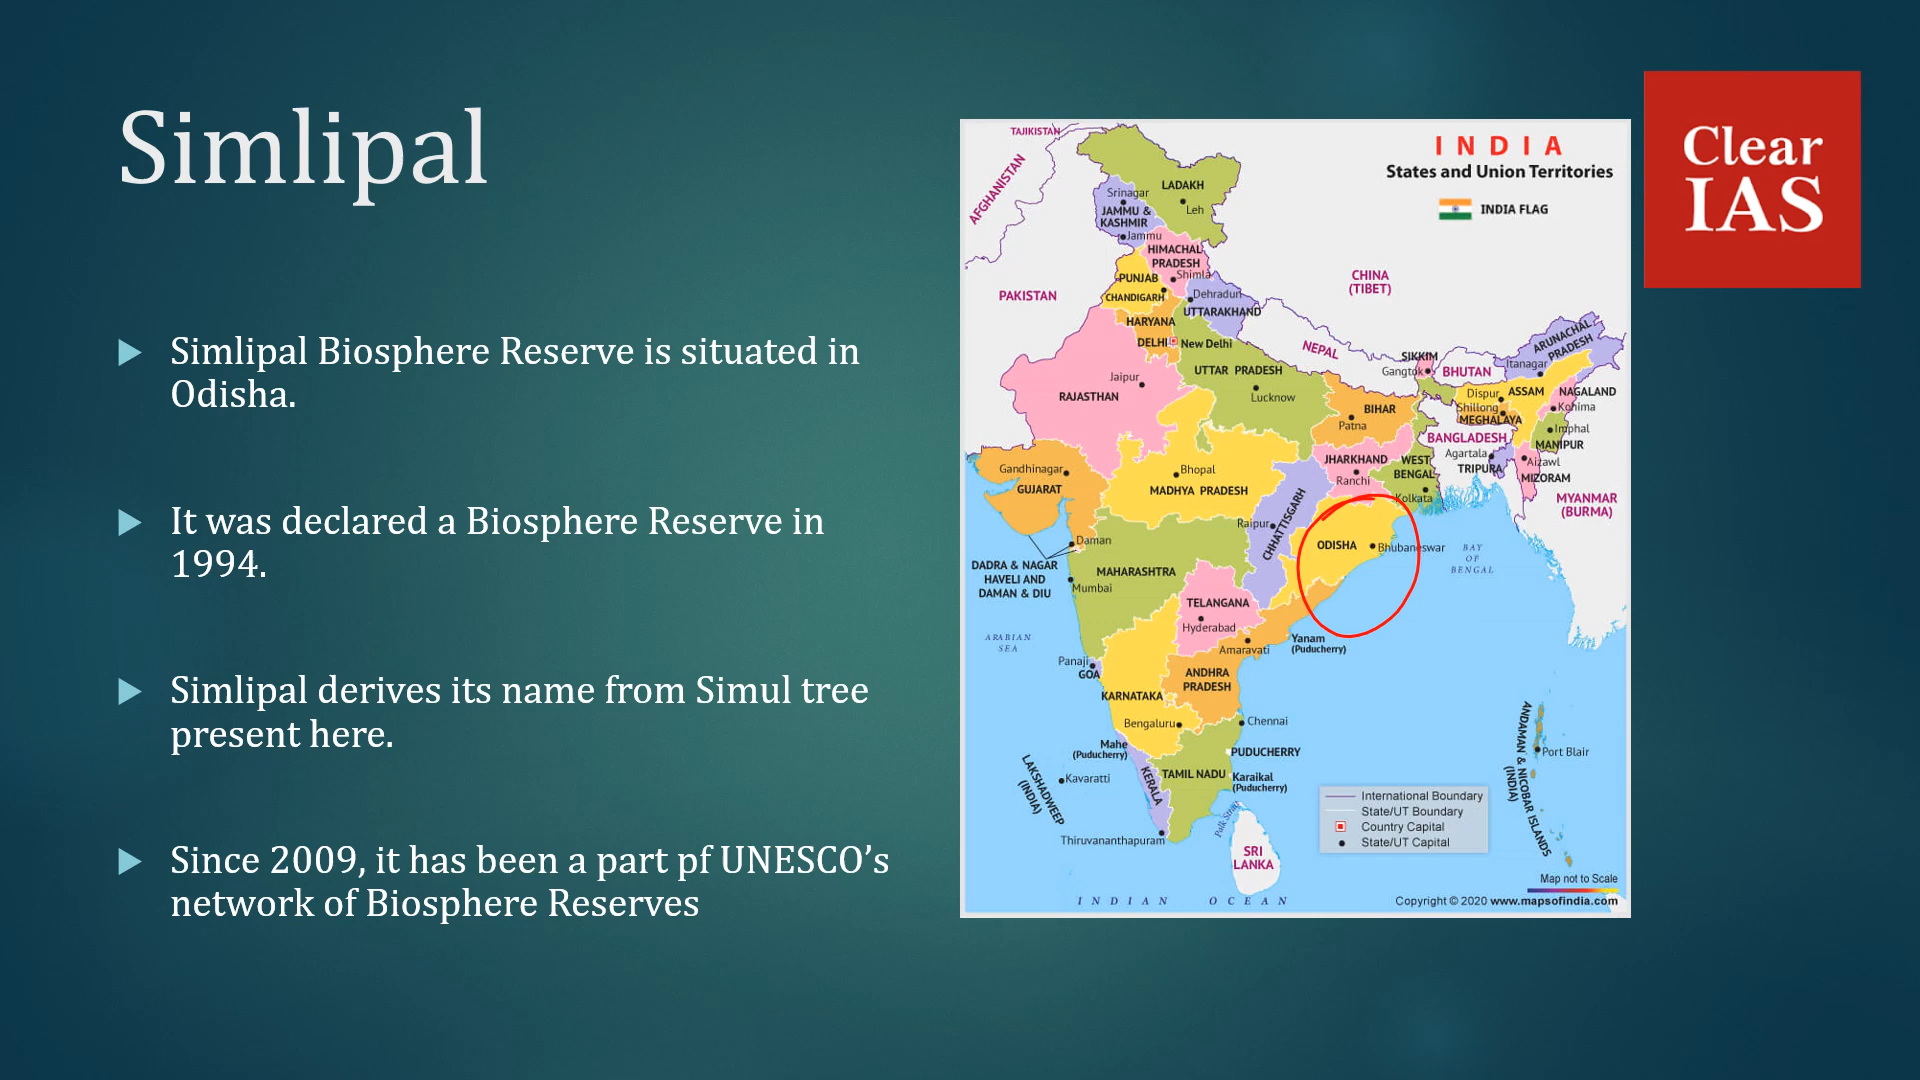 Simlipal
Simlipal Biosphere Reserve is situated in
Odisha.
It was declared a Biosphere Reserve in
1994.
Simlipal derives its name from Simul tree
present here.
Since 2009, it has been a part pf UNESCO’s
network of Biosphere Reserves
Clear
IAS
INDIA
States and Union Territories
INDIA FLAG
TAJIKISTAN
AFGHANISTAN
PAKISTAN
CHINA
(TIBET)
NEPAL
BHUTAN
BANGLADESH
MYANMAR
(BURMA)
SRI
LANKA
LADAKH
Leh
Srinagar
JAMMU &
KASHMIR
Jammu
HIMACHAL
PRADESH
Shimla
PUNJAB
CHANDIGARH
Dehradun
UTTARAKHAND
HARYANA
DELHI
New Delhi
UTTAR PRADESH
Lucknow
Jaipur
RAJASTHAN
BIHAR
Patna
SIKKIM
Gangtok
ARUNACHAL
PRADESH
Itanagar
Dispur
ASSAM
NAGALAND
Kohima
Shillong
MEGHALAYA
Imphal
MANIPUR
Agartala
TRIPURA
Aizawl
MIZORAM
Gandhinagar
GUJARAT
Bhopal
MADHYA PRADESH
JHARKHAND
Ranchi
WEST
BENGAL
Kolkata
Raipur
CHHATTISGARH
ODISHA
Bhubaneswar
BAY
OF
BENGAL
Daman
DADRA & NAGAR
HAVELI AND
DAMAN & DIU
MAHARASHTRA
Mumbai
TELANGANA
Hyderabad
Yanam
(Puducherry)
Amaravati
ARABIAN
SEA
Panaji
GOA
ANDHRA
PRADESH
KARNATAKA
Bengaluru
Chennai
Mahe
(Puducherry)
PUDUCHERRY
TAMIL NADU
Karaikal
(Puducherry)
KERALA
LAKSHADWEEP
(INDIA)
Kavaratti
Thiruvananthapuram
Palk Strait
ANDAMAN & NICOBAR ISLANDS
(INDIA)
Port Blair
International Boundary
State/UT Boundary
Country Capital
State/UT Capital
Map not to Scale
INDIAN OCEAN
Copyright © 2020 www.mapsofindia.com